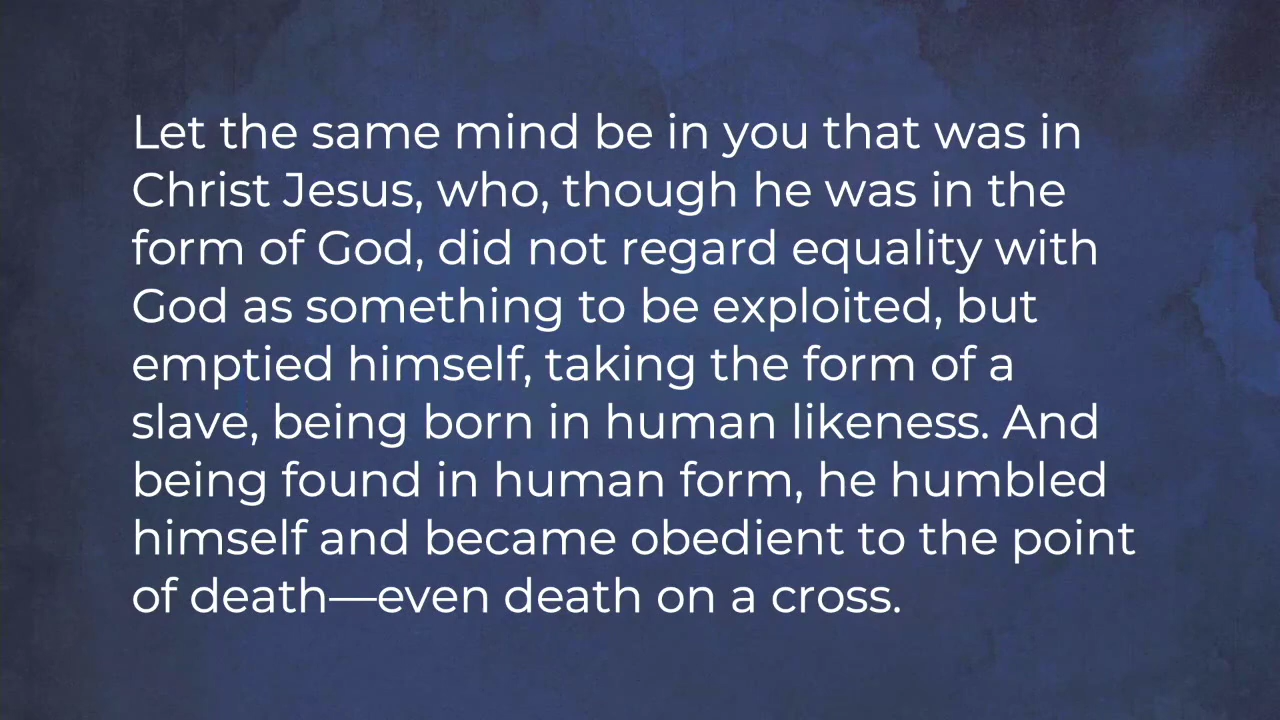 Let the same mind be in you that was in
Christ Jesus, who, though he was in the
form of God, did not regard equality with
God as something to be exploited, but
emptied himself, taking the form of a
slave, being born in human likeness. And
being found in human form, he humbled
himself and became obedient to the point
of death—even death on a cross.